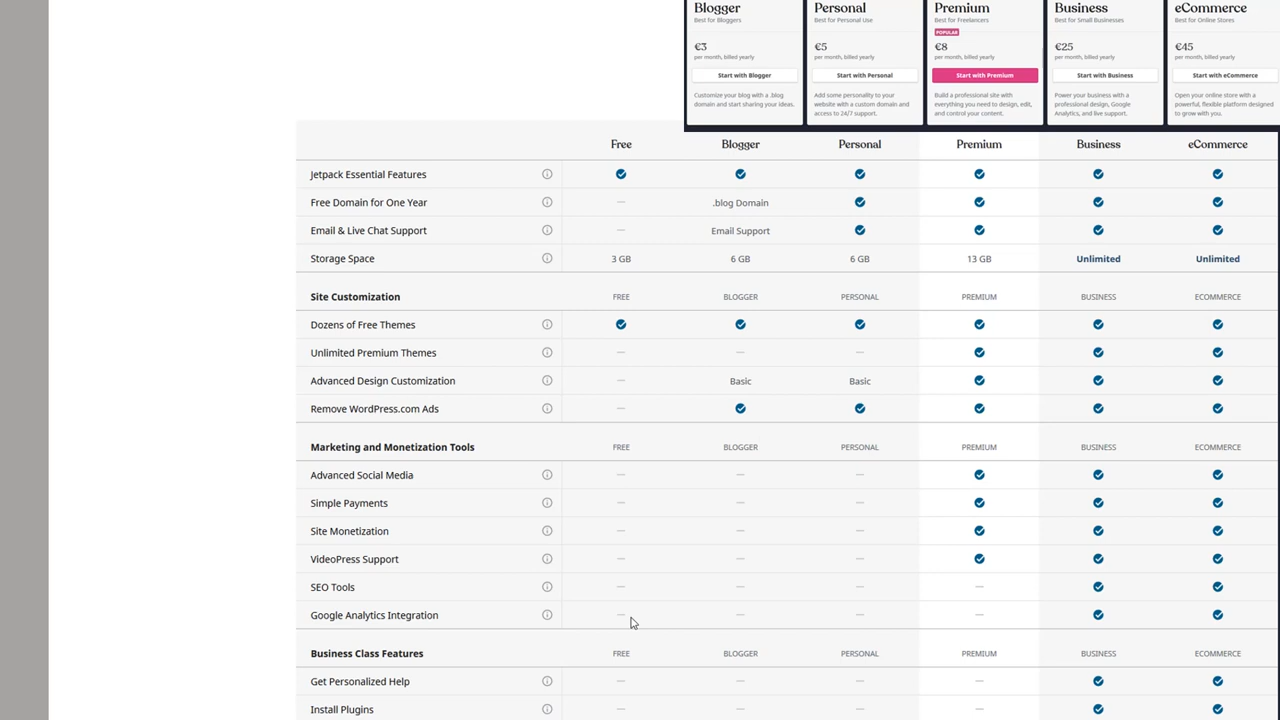 Blogger Personal Premium Business eCommerce
Best for Bloggers Best for Personal Use Best for Freelancers Best for Small Businesses Best for Online Stores
POPULAR
€3 €5 €8 €25 €45
per month, billed yearly per month, billed yearly per month, billed yearly per month, billed yearly per month, billed yearly
Start with Blogger Start with Personal Start with Premium Start with Business Start with eCommerce
Customize your blog with a .blog Add some personality to your Build a professional site with Power your business with a Open your online store with a
domain and start sharing your ideas. website with a custom domain and everything you need to design, edit, professional design, Google powerful, flexible platform designed
access to 24/7 support. and control your content. Analytics, and live support. to grow with you.
Free Blogger Personal Premium Business eCommerce
Jetpack Essential Features
Free Domain for One Year — .blog Domain
Email & Live Chat Support — Email Support
Storage Space 3 GB 6 GB 6 GB 13 GB Unlimited Unlimited
Site Customization FREE BLOGGER PERSONAL PREMIUM BUSINESS ECOMMERCE
Dozens of Free Themes
Unlimited Premium Themes — — —
Advanced Design Customization — Basic Basic
Remove WordPress.com Ads —
Marketing and Monetization Tools FREE BLOGGER PERSONAL PREMIUM BUSINESS ECOMMERCE
Advanced Social Media — — —
Simple Payments — — —
Site Monetization — — —
VideoPress Support — — —
SEO Tools — — — —
Google Analytics Integration — — — —
Business Class Features FREE BLOGGER PERSONAL PREMIUM BUSINESS ECOMMERCE
Get Personalized Help — — — —
Install Plugins — — — —